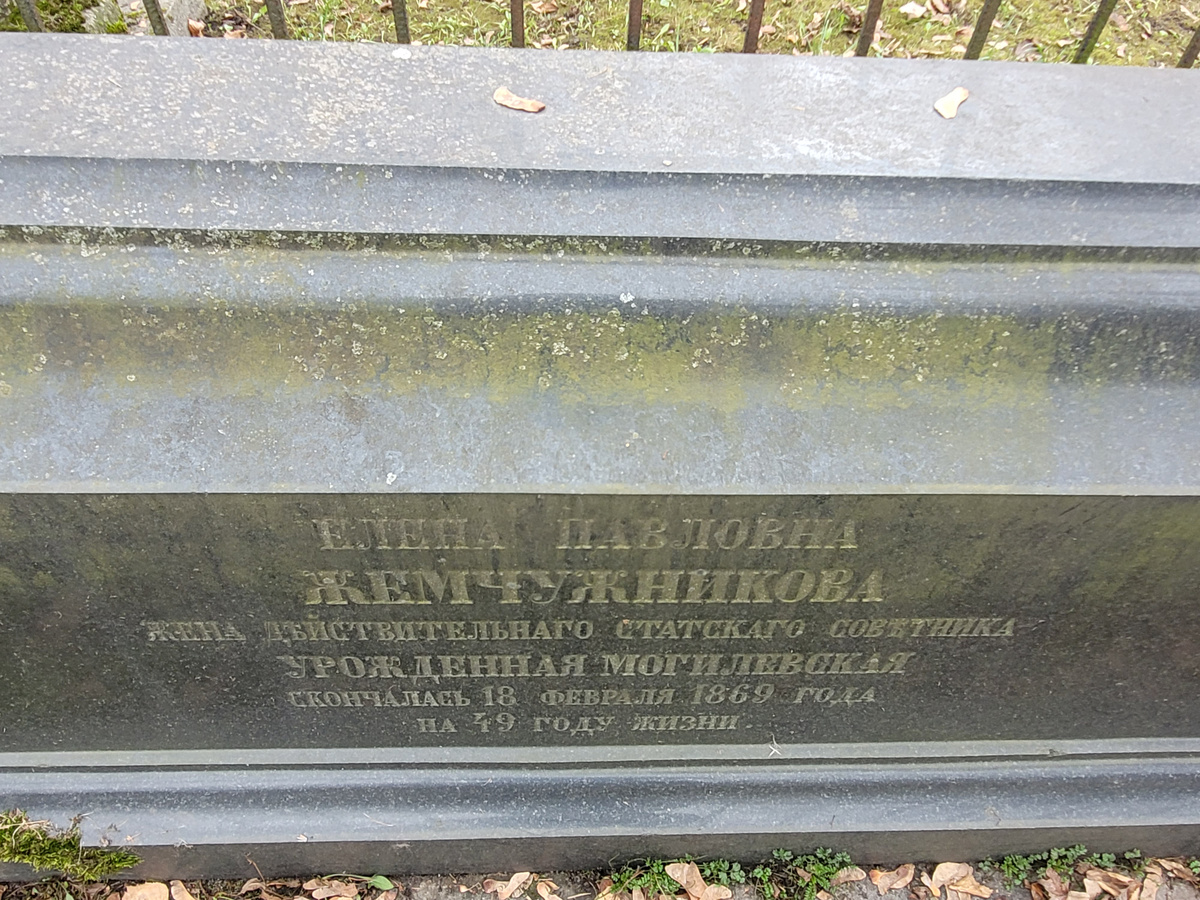 ЕЛЕНА ПАВЛОВНА
ЖЕМЧУЖНИКОВА
ЖЕНА ДѢЙСТВИТЕЛЬНАГО СТАТСКАГО СОВѢТНИКА
УРОЖДЕННАЯ МОГИЛЕВСКАЯ
СКОНЧАЛАСЬ 18 ФЕВРАЛЯ 1869 ГОДА
НА 49 ГОДУ ЖИЗНИ.